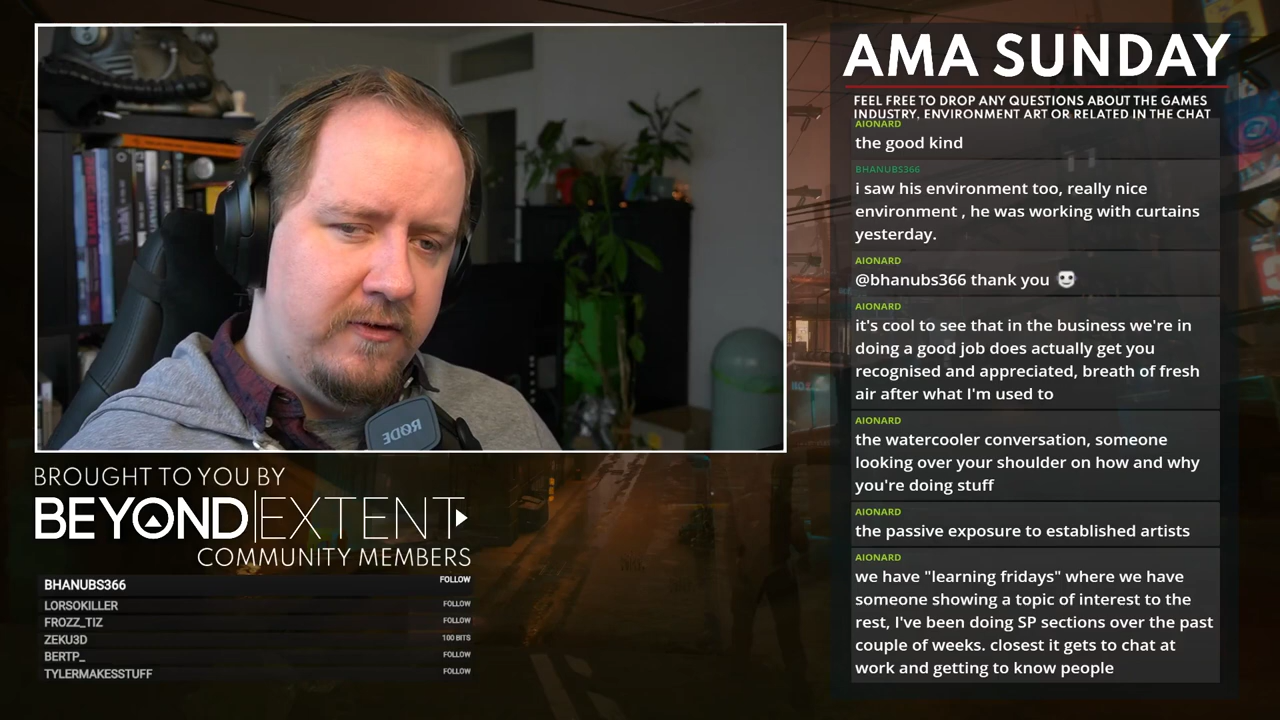 AMA SUNDAY
FEEL FREE TO DROP ANY QUESTIONS ABOUT THE GAMES
INDUSTRY, ENVIRONMENT ART OR RELATED IN THE CHAT
AIONARD
the good kind
BHANUBS366
i saw his environment too, really nice
environment , he was working with curtains
yesterday.
AIONARD
@bhanubs366 thank you
AIONARD
it's cool to see that in the business we're in
doing a good job does actually get you
recognised and appreciated, breath of fresh
air after what I'm used to
AIONARD
the watercooler conversation, someone
looking over your shoulder on how and why
you're doing stuff
AIONARD
the passive exposure to established artists
AIONARD
we have "learning fridays" where we have
someone showing a topic of interest to the
rest, I've been doing SP sections over the past
couple of weeks. closest it gets to chat at
work and getting to know people
RØDE
BROUGHT TO YOU BY
BEYOND EXTENT
COMMUNITY MEMBERS
BHANUBS366 FOLLOW
LORSOKILLER FOLLOW
FROZZ_TIZ FOLLOW
ZEKU3D 100 BITS
BERTP_ FOLLOW
TYLERMAKESSTUFF FOLLOW